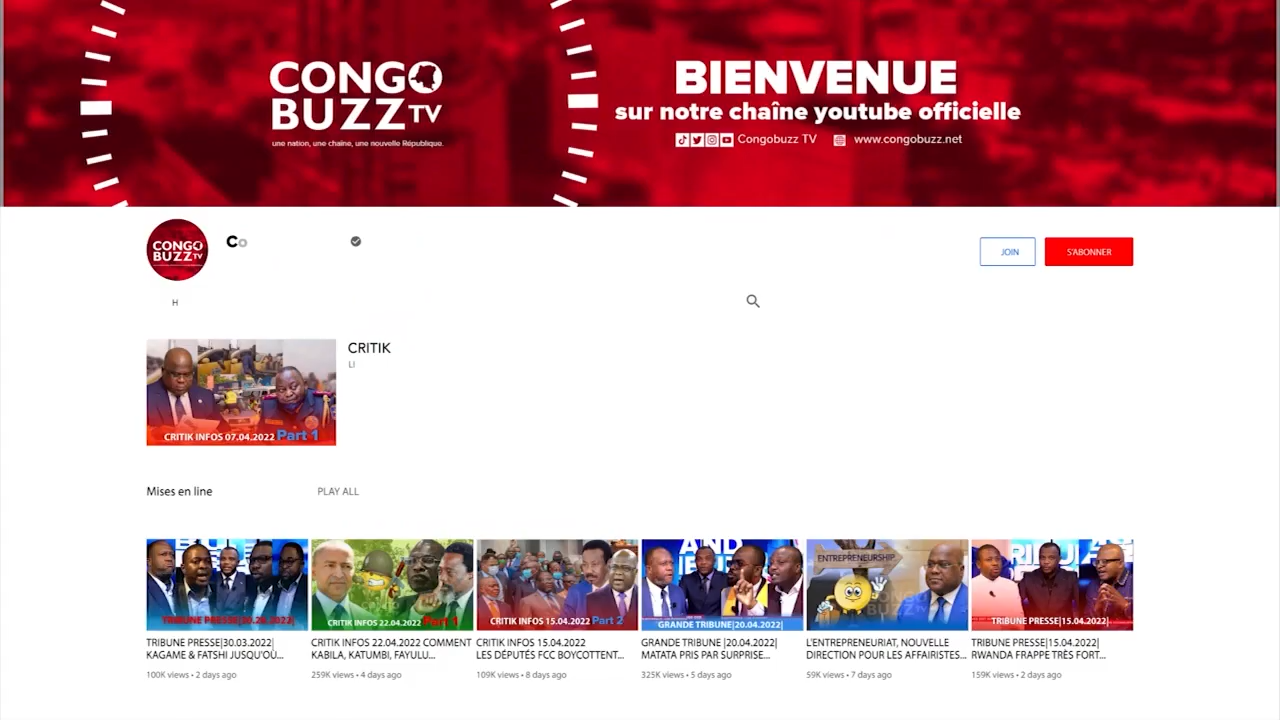 CONGO
BUZZ TV
une nation, une chaîne, une nouvelle République.
BIENVENUE
sur notre chaîne youtube officielle
Congobuzz TV www.congobuzz.net
CONGO
BUZZ TV
Co
JOIN
S'ABONNER
H
CRITIK
LI
CRITIK INFOS 07.04.2022 Part 1
Mises en line
PLAY ALL
CRITIK INFOS 22.04.2022 Part 1
CRITIK INFOS 15.04.2022 Part 2
GRANDE TRIBUNE|20.04.2022|
ENTREPRENEURSHIP
CONGO
BUZZ
TRIBUNE PRESSE|15.04.2022|
TRIBUNE PRESSE|30.03.2022|
KAGAME & FATSHI JUSQU'OÙ...
100K views • 2 days ago
CRITIK INFOS 22.04.2022 COMMENT
KABILA, KATUMBI, FAYULU...
259K views • 4 days ago
CRITIK INFOS 15.04.2022
LES DÉPUTÉS FCC BOYCOTTENT...
109K views • 8 days ago
GRANDE TRIBUNE |20.04.2022|
MATATA PRIS PAR SURPRISE...
325K views • 5 days ago
L'ENTREPRENEURIAT, NOUVELLE
DIRECTION POUR LES AFFAIRISTES...
59K views • 7 days ago
TRIBUNE PRESSE|15.04.2022|
RWANDA FRAPPE TRÈS FORT...
159K views • 2 days ago